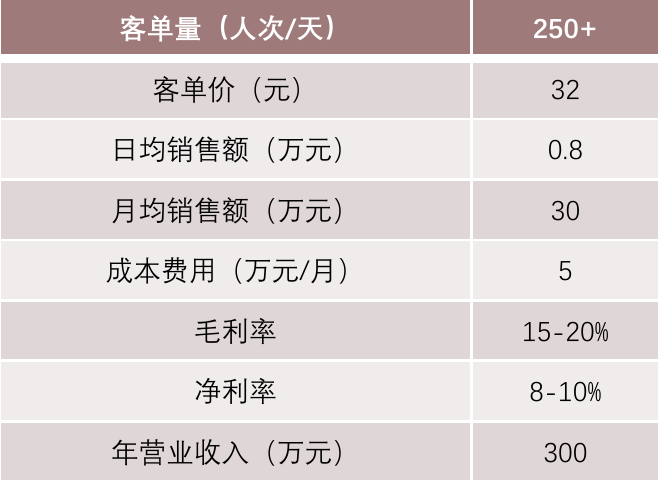 客单量（人次/天） 250+
客单价（元） 32
日均销售额（万元） 0.8
月均销售额（万元） 30
成本费用（万元/月） 5
毛利率 15-20%
净利率 8-10%
年营业收入（万元） 300